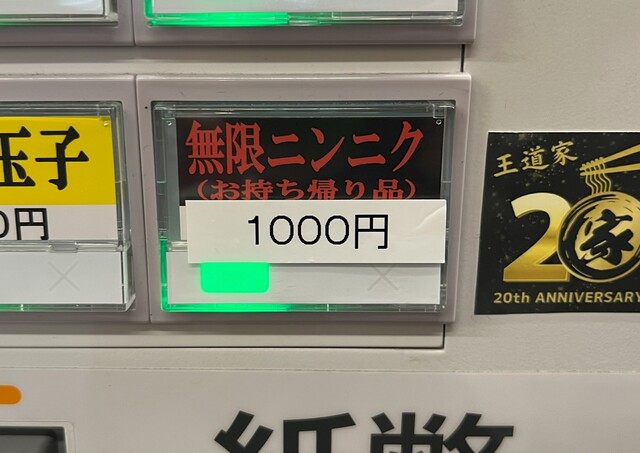 玉子
0円
無限ニンニク
(お持ち帰り品)
1000円
王道家
20
家
20th ANNIVERSARY
紙幣